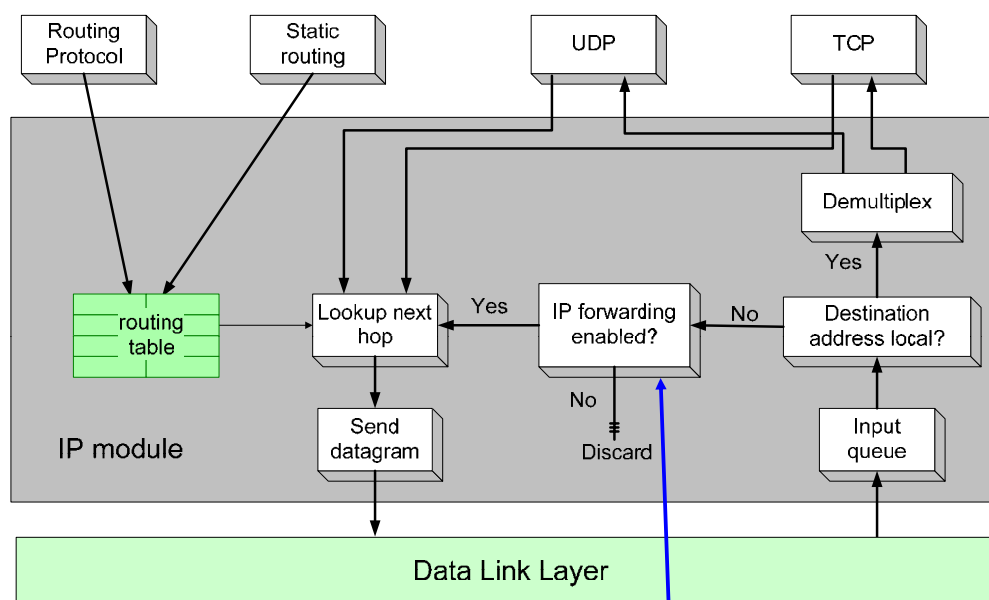 Routing
Protocol
Static
routing
UDP
TCP
Demultiplex
Yes
routing
table
Lookup next
hop
Yes
IP forwarding
enabled?
No
Destination
address local?
No
Discard
IP module
Send
datagram
Input
queue
Data Link Layer